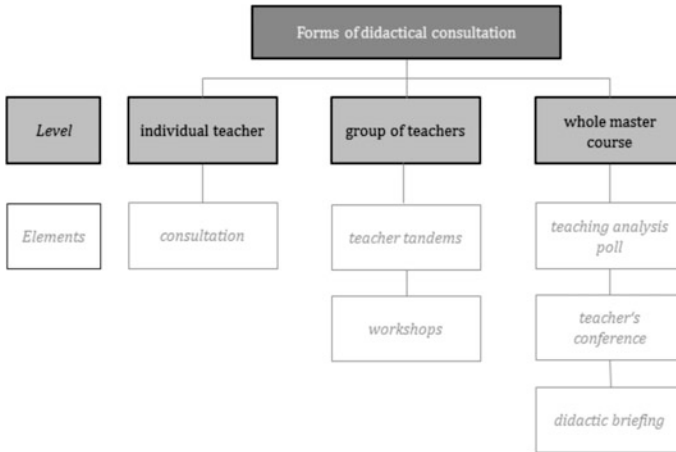 Forms of didactical consultation
Level
individual teacher
group of teachers
whole master
course
Elements
consultation
teacher tandems
teaching analysis
poll
workshops
teacher's
conference
didactic briefing